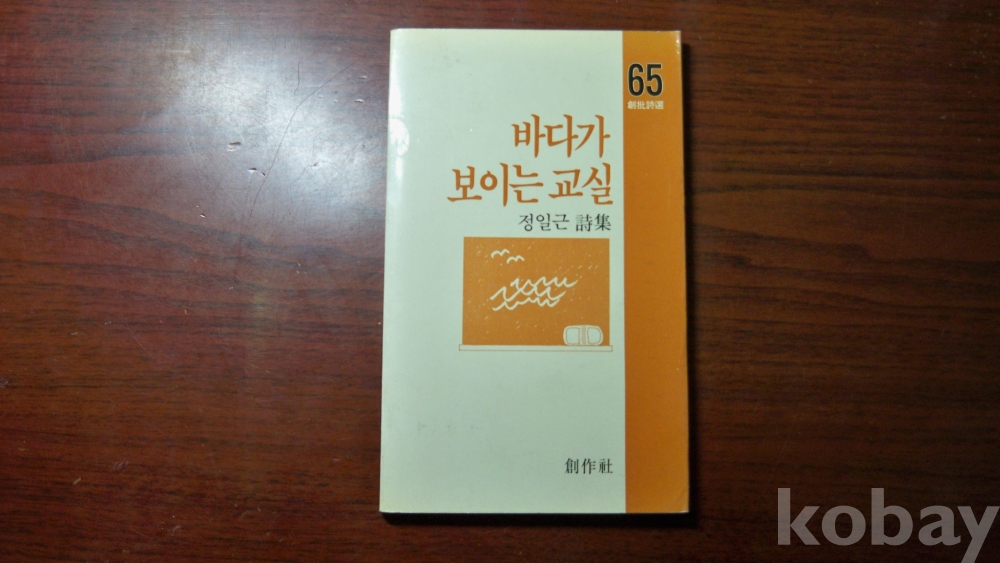 65
創批詩選
바다가
보이는 교실
정일근 詩集
創作社
kobay